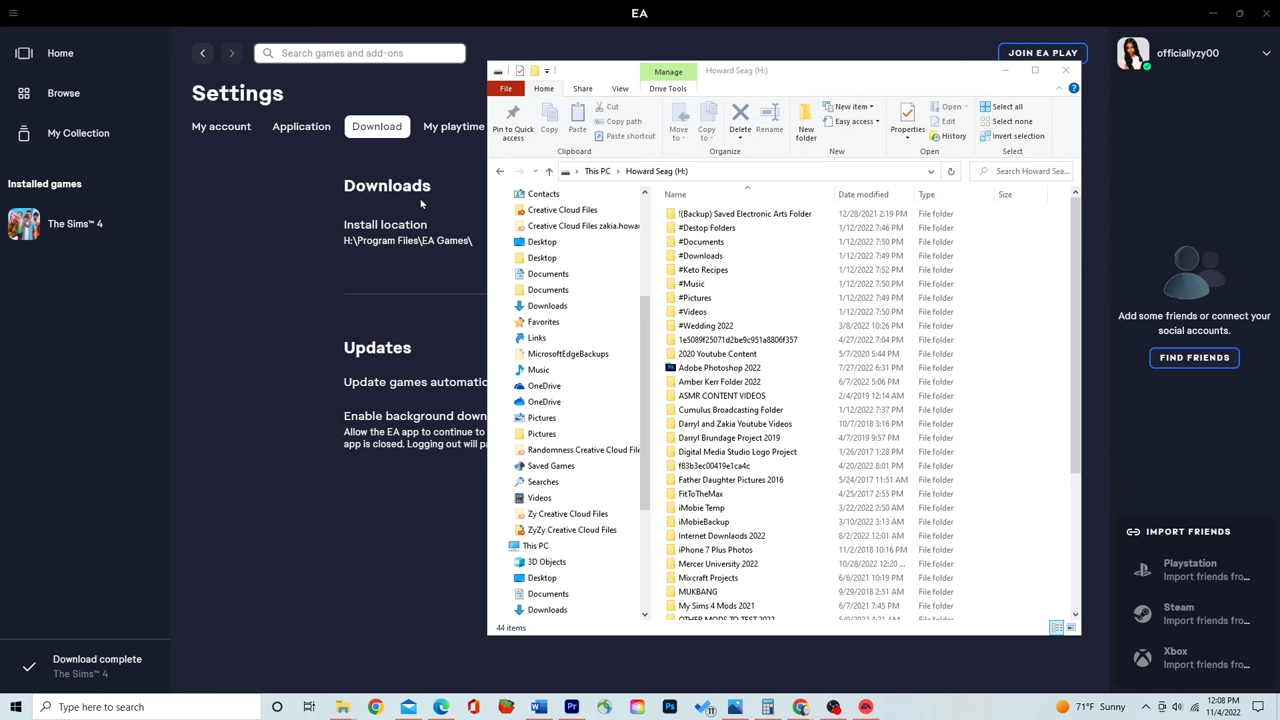 EA
Home
Browse
My Collection
Installed games
The Sims™ 4
Download complete
The Sims™ 4
Search games and add-ons
JOIN EA PLAY
officiallyzy00
Settings
My account
Application
Download
My playtime
Downloads
Install location
H:\Program Files\EA Games\
Updates
Update games automatic
Enable background down
Allow the EA app to continue to
app is closed. Logging out will pa
Manage
Howard Seag (H:)
File
Home
Share
View
Drive Tools
Pin to Quick access
Copy
Paste
Cut
Copy path
Paste shortcut
Clipboard
Move to
Copy to
Delete
Rename
Organize
New folder
New item
Easy access
New
Properties
Open
Edit
History
Open
Select all
Select none
Invert selection
Select
This PC > Howard Seag (H:)
Search Howard Sea...
Contacts
Creative Cloud Files
Creative Cloud Files zakia.howar
Desktop
Desktop
Documents
Documents
Downloads
Favorites
Links
MicrosoftEdgeBackups
Music
OneDrive
OneDrive
Pictures
Pictures
Randomness Creative Cloud File
Saved Games
Searches
Videos
Zy Creative Cloud Files
ZyZy Creative Cloud Files
This PC
3D Objects
Desktop
Documents
Downloads
Name Date modified Type Size
!(Backup) Saved Electronic Arts Folder 12/28/2021 2:19 PM File folder
#Destop Folders 1/12/2022 7:46 PM File folder
#Documents 1/12/2022 7:50 PM File folder
#Downloads 1/12/2022 7:49 PM File folder
#Keto Recipes 1/12/2022 7:52 PM File folder
#Music 1/12/2022 7:50 PM File folder
#Pictures 1/12/2022 7:49 PM File folder
#Videos 1/12/2022 7:50 PM File folder
#Wedding 2022 3/8/2022 10:26 PM File folder
1e5089f25071d2be9c951a8806f357 4/27/2022 7:04 PM File folder
2020 Youtube Content 5/7/2020 5:44 PM File folder
Adobe Photoshop 2022 7/27/2022 6:31 PM File folder
Amber Kerr Folder 2022 6/7/2022 5:06 PM File folder
ASMR CONTENT VIDEOS 2/4/2019 12:14 AM File folder
Cumulus Broadcasting Folder 1/12/2022 7:37 PM File folder
Darryl and Zakia Youtube Videos 10/7/2018 3:16 PM File folder
Darryl Brundage Project 2019 4/7/2019 9:57 PM File folder
Digital Media Studio Logo Project 1/26/2017 1:28 PM File folder
f83b3ec00419e1ca4c 4/20/2022 8:01 PM File folder
Father Daughter Pictures 2016 5/24/2017 11:51 AM File folder
FitToTheMax 4/25/2017 2:55 PM File folder
iMobie Temp 3/22/2022 2:50 AM File folder
iMobieBackup 3/10/2022 3:13 AM File folder
Internet Downlaods 2022 8/2/2022 12:01 AM File folder
iPhone 7 Plus Photos 11/2/2018 10:16 PM File folder
Mercer University 2022 10/28/2022 12:20 ... File folder
Mixcraft Projects 6/6/2021 10:19 PM File folder
MUKBANG 9/29/2018 2:51 AM File folder
My Sims 4 Mods 2021 6/7/2021 7:45 PM File folder
OTHER MODS TO TEST 2022 File folder
44 items
Add some friends or connect your
social accounts.
FIND FRIENDS
IMPORT FRIENDS
Playstation
Import friends fro...
Steam
Import friends fro...
Xbox
Import friends fro...
Type here to search
71°F Sunny
12:08 PM
11/4/2022